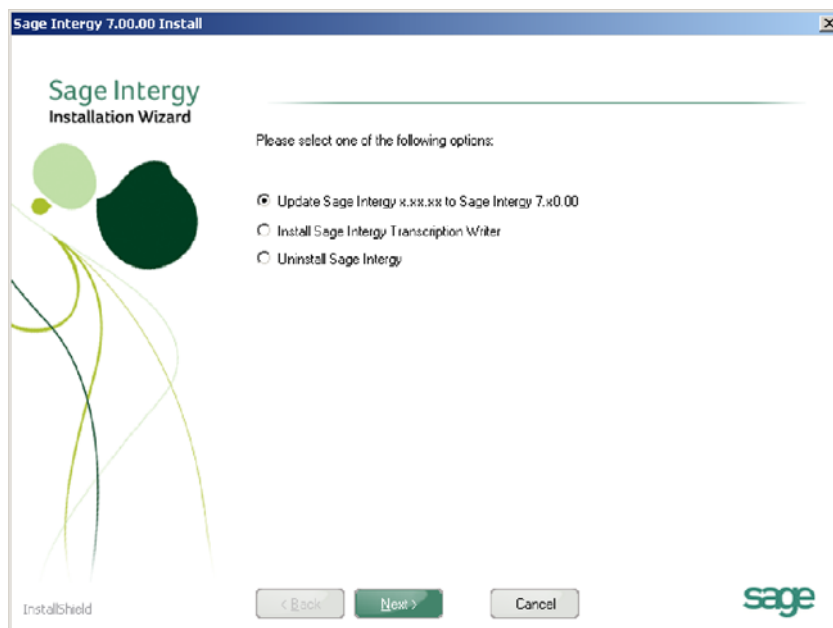 Sage Intergy 7.00.00 Install
Sage Intergy
Installation Wizard
Please select one of the following options:
Update Sage Intergy x.xx.xx to Sage Intergy 7.x0.00
Install Sage Intergy Transcription Writer
Uninstall Sage Intergy
InstallShield
< Back
Next >
Cancel
sage